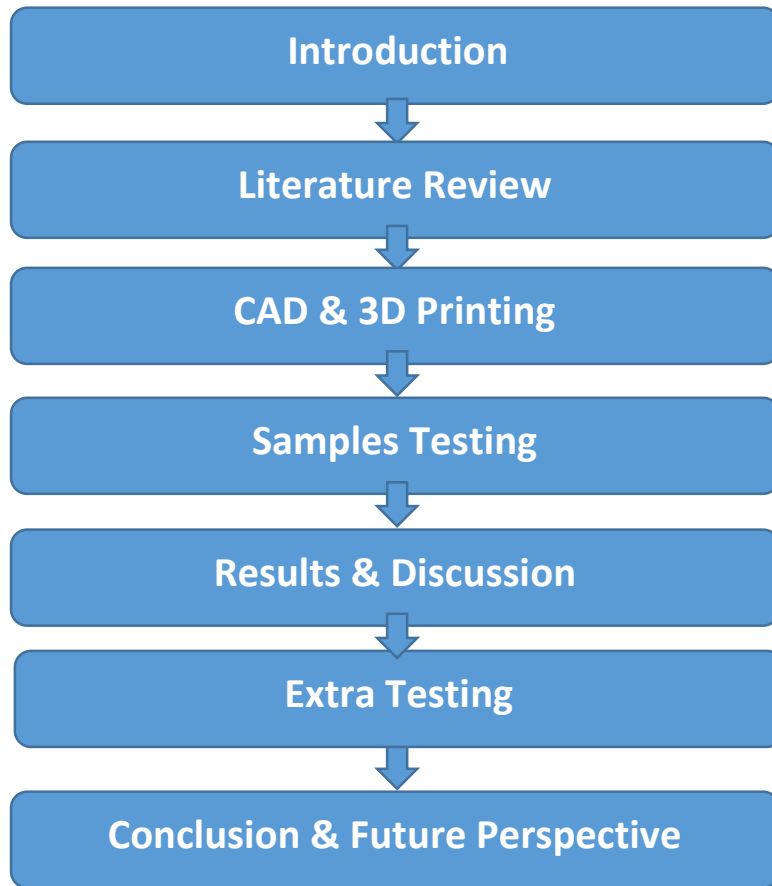 Introduction
Literature Review
CAD & 3D Printing
Samples Testing
Results & Discussion
Extra Testing
Conclusion & Future Perspective